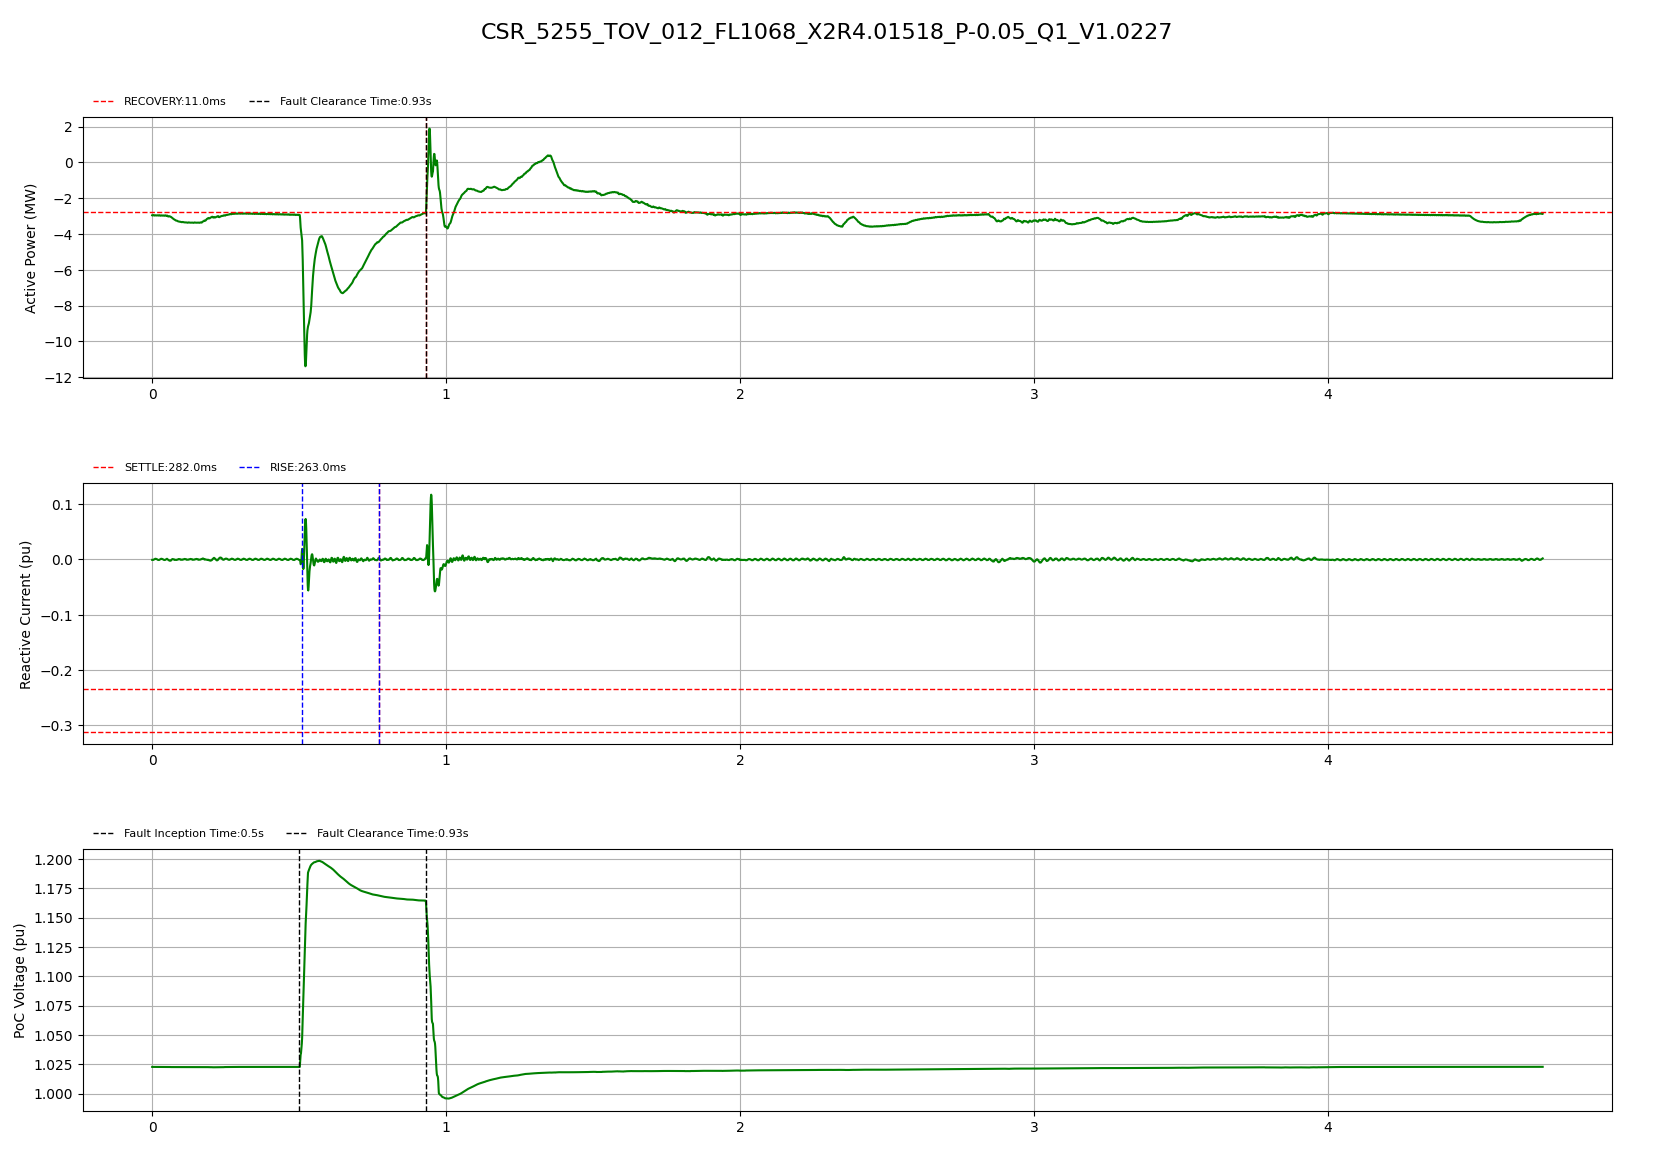 CSR_5255_TOV_012_FL1068_X2R4.01518_P-0.05_Q1_V1.0227
RECOVERY:11.0ms Fault Clearance Time:0.93s
2
0
−2
−4
−6
−8
−10
−12
Active Power (MW)
0 1 2 3 4
SETTLE:282.0ms RISE:263.0ms
0.1
0.0
−0.1
−0.2
−0.3
Reactive Current (pu)
0 1 2 3 4
Fault Inception Time:0.5s Fault Clearance Time:0.93s
1.200
1.175
1.150
1.125
1.100
1.075
1.050
1.025
1.000
PoC Voltage (pu)
0 1 2 3 4